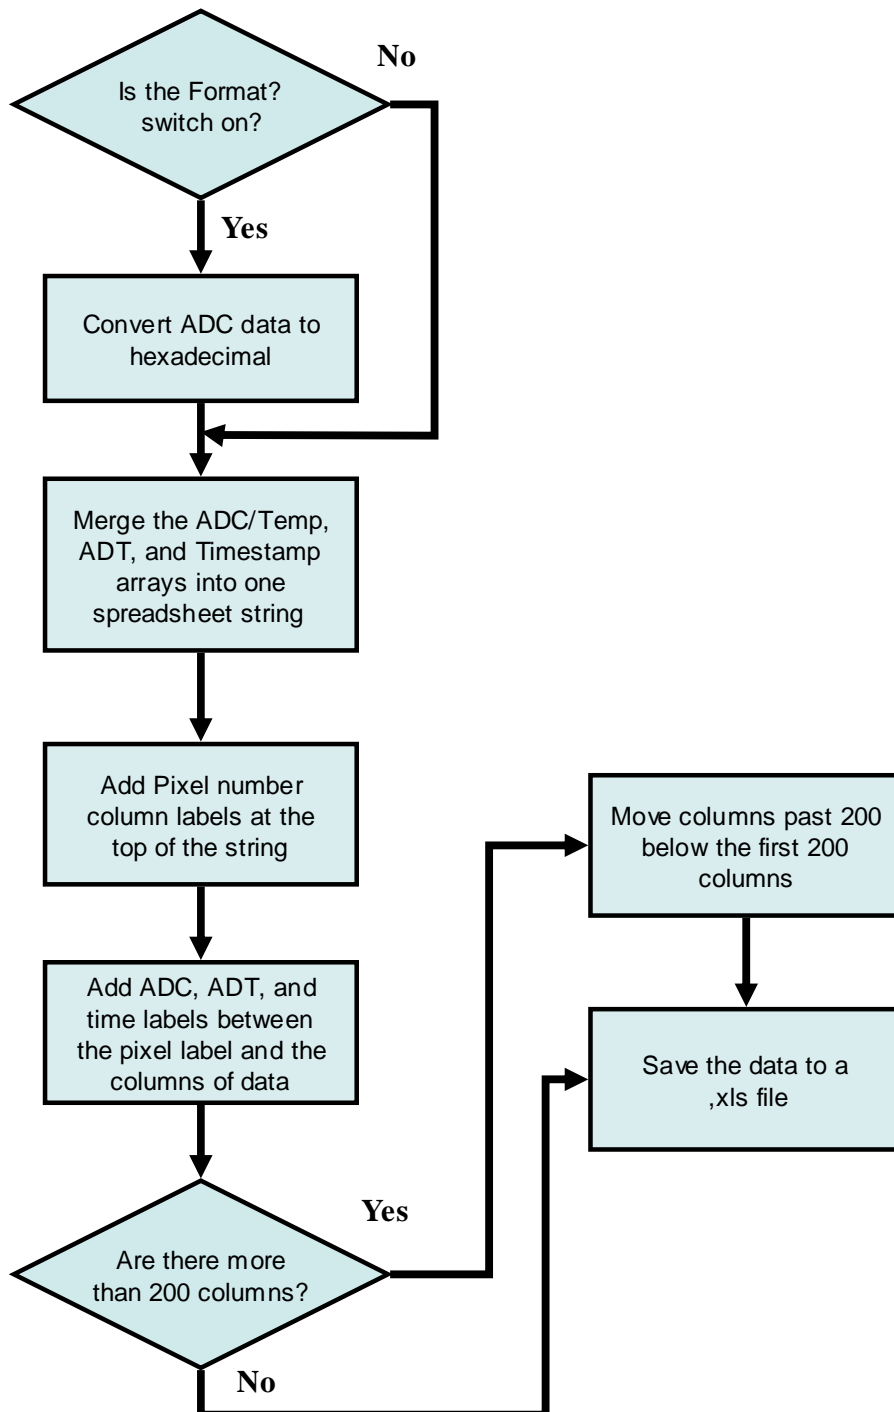 No
Is the Format?
switch on?
Yes
Convert ADC data to
hexadecimal
Merge the ADC/Temp,
ADT, and Timestamp
arrays into one
spreadsheet string
Add Pixel number
column labels at the
top of the string
Add ADC, ADT, and
time labels between
the pixel label and the
columns of data
Are there more
than 200 columns?
Yes
No
Move columns past 200
below the first 200
columns
Save the data to a
,xls file